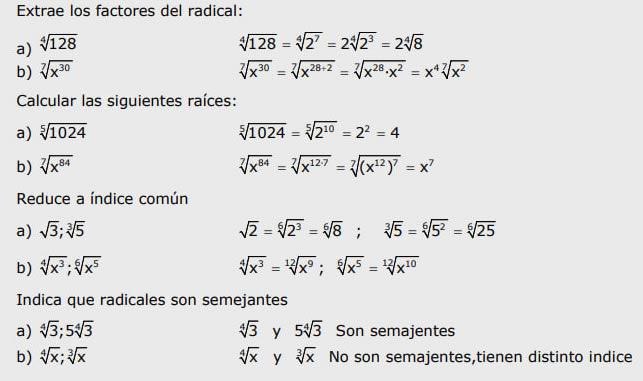 Extrae los factores del radical:
a) ∜128    ∜128 = ∜2⁷ = 2∜2³ = 2∜8
b) ⁷√x³⁰    ⁷√x³⁰ = ⁷√x²⁸⁺² = ⁷√x²⁸·x² = x⁴ ⁷√x²
Calcular las siguientes raíces:
a) ⁵√1024    ⁵√1024 = ⁵√2¹⁰ = 2² = 4
b) ⁷√x⁸⁴    ⁷√x⁸⁴ = ⁷√x¹²·⁷ = ⁷√(x¹²)⁷ = x⁷
Reduce a índice común
a) √3; ∛5    √2 = ⁶√2³ = ⁶√8 ; ∛5 = ⁶√5² = ⁶√25
b) ∜x³; ⁶√x⁵    ∜x³ = ¹²√x⁹ ; ⁶√x⁵ = ¹²√x¹⁰
Indica que radicales son semejantes
a) ∜3; 5∜3    ∜3 y 5∜3 Son semajentes
b) ∜x; ∛x    ∜x y ∛x No son semajentes,tienen distinto indice